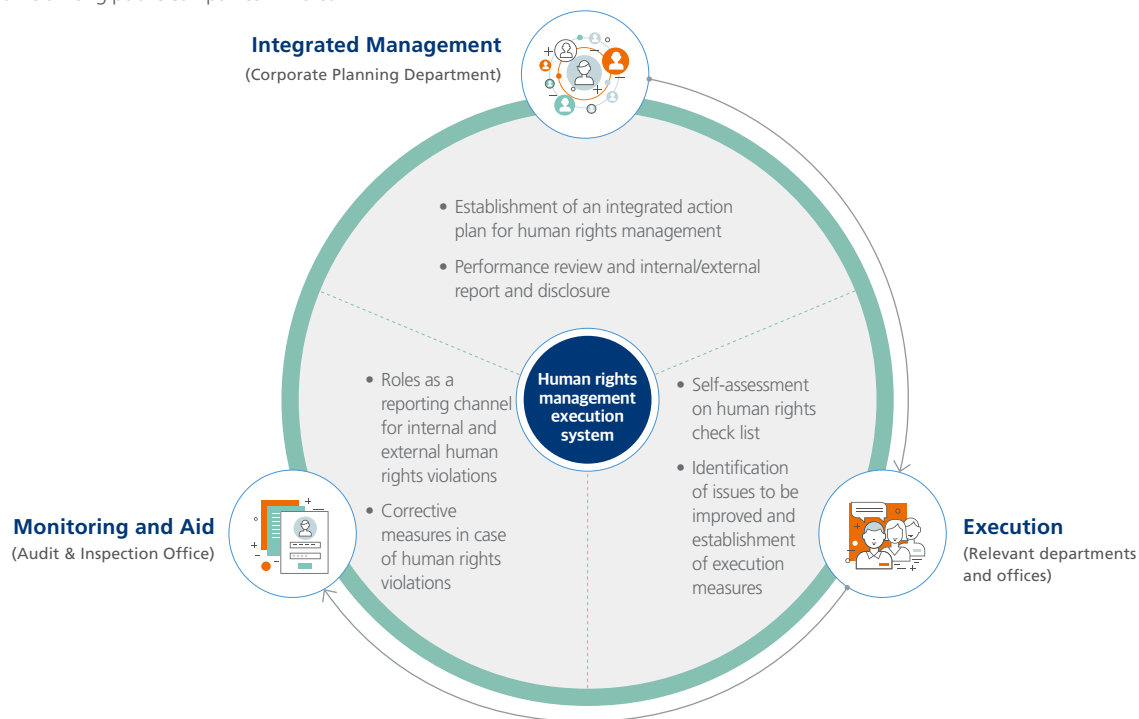 Integrated Management
(Corporate Planning Department)
• Establishment of an integrated action
plan for human rights management
• Performance review and internal/external
report and disclosure
Human rights
management
execution
system
• Roles as a
reporting channel
for internal and
external human
rights violations
• Corrective
measures in case
of human rights
violations
• Self-assessment
on human rights
check list
• Identification
of issues to be
improved and
establishment
of execution
measures
Monitoring and Aid
(Audit & Inspection Office)
Execution
(Relevant departments
and offices)